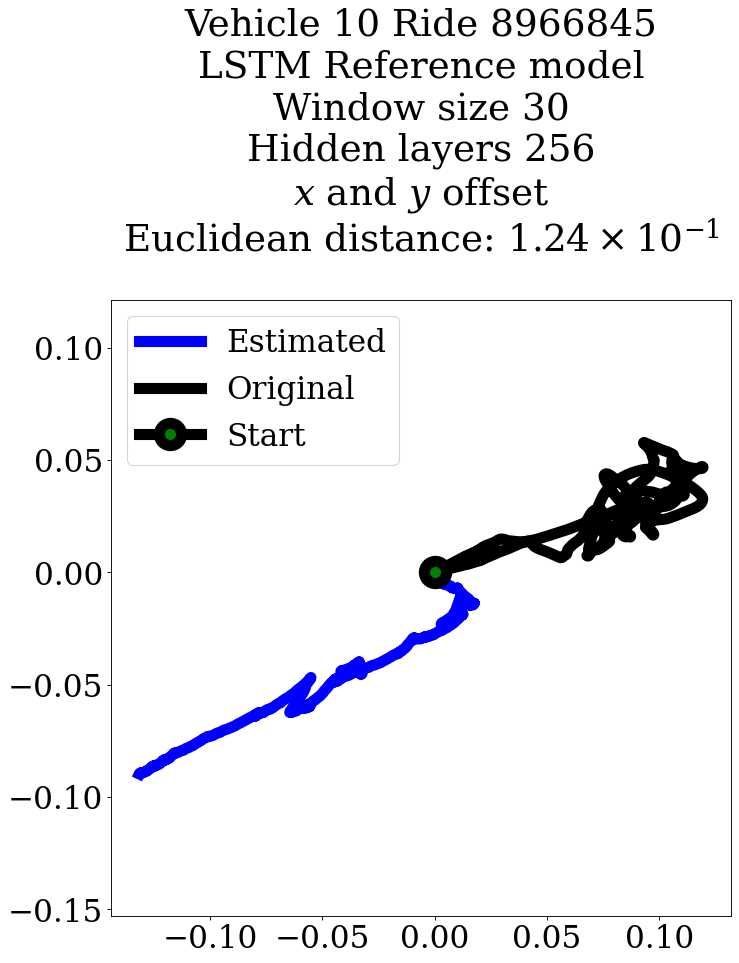 Vehicle 10 Ride 8966845
LSTM Reference model
Window size 30
Hidden layers 256
x and y offset
Euclidean distance: 1.24 × 10⁻¹
Estimated
Original
Start
0.10
0.05
0.00
−0.05
−0.10
−0.15
−0.10 −0.05 0.00 0.05 0.10